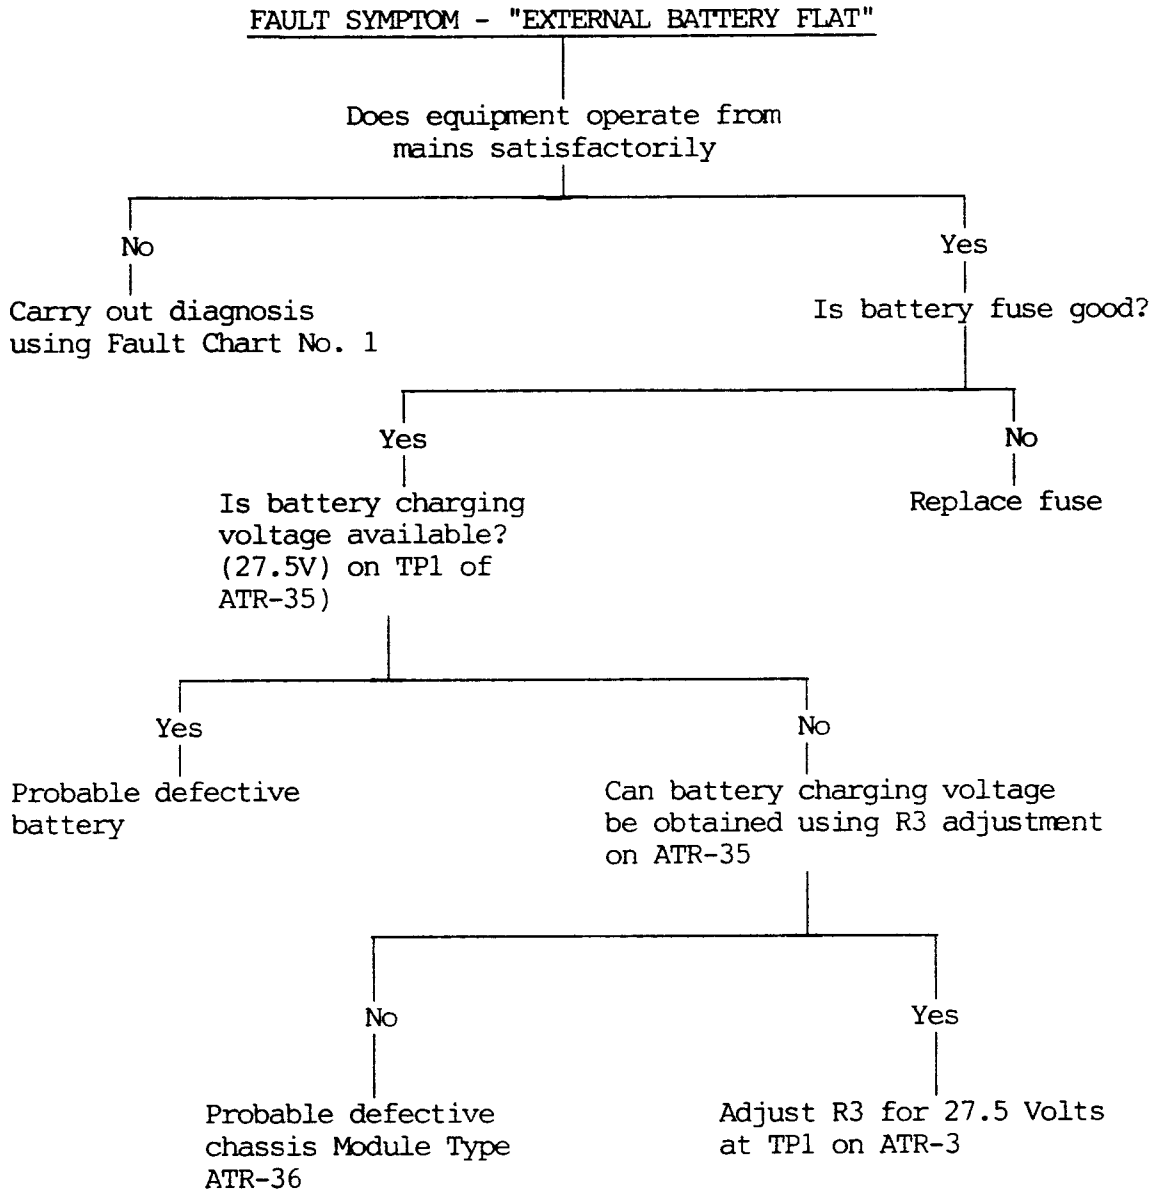 FAULT SYMPTOM - "EXTERNAL BATTERY FLAT"
Does equipment operate from
mains satisfactorily
No
Yes
Carry out diagnosis
using Fault Chart No. 1
Is battery fuse good?
Yes
No
Is battery charging
voltage available?
(27.5V) on TP1 of
ATR-35)
Replace fuse
Yes
No
Probable defective
battery
Can battery charging voltage
be obtained using R3 adjustment
on ATR-35
No
Yes
Probable defective
chassis Module Type
ATR-36
Adjust R3 for 27.5 Volts
at TP1 on ATR-3